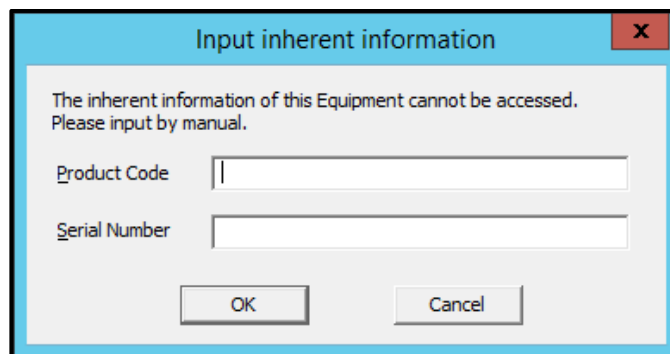 Input inherent information
x
The inherent information of this Equipment cannot be accessed.
Please input by manual.
Product Code
Serial Number
OK
Cancel